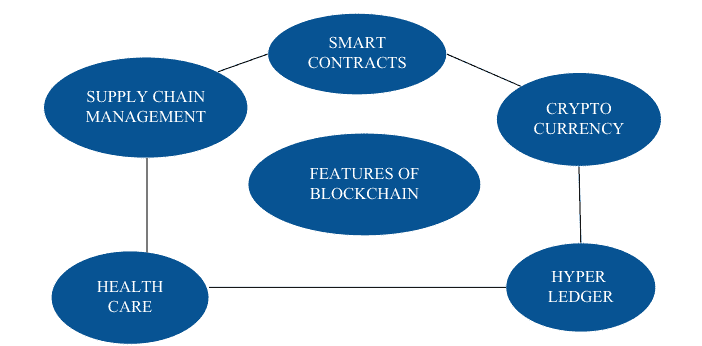 SMART
CONTRACTS
SUPPLY CHAIN
MANAGEMENT
CRYPTO
CURRENCY
FEATURES OF
BLOCKCHAIN
HEALTH
CARE
HYPER
LEDGER